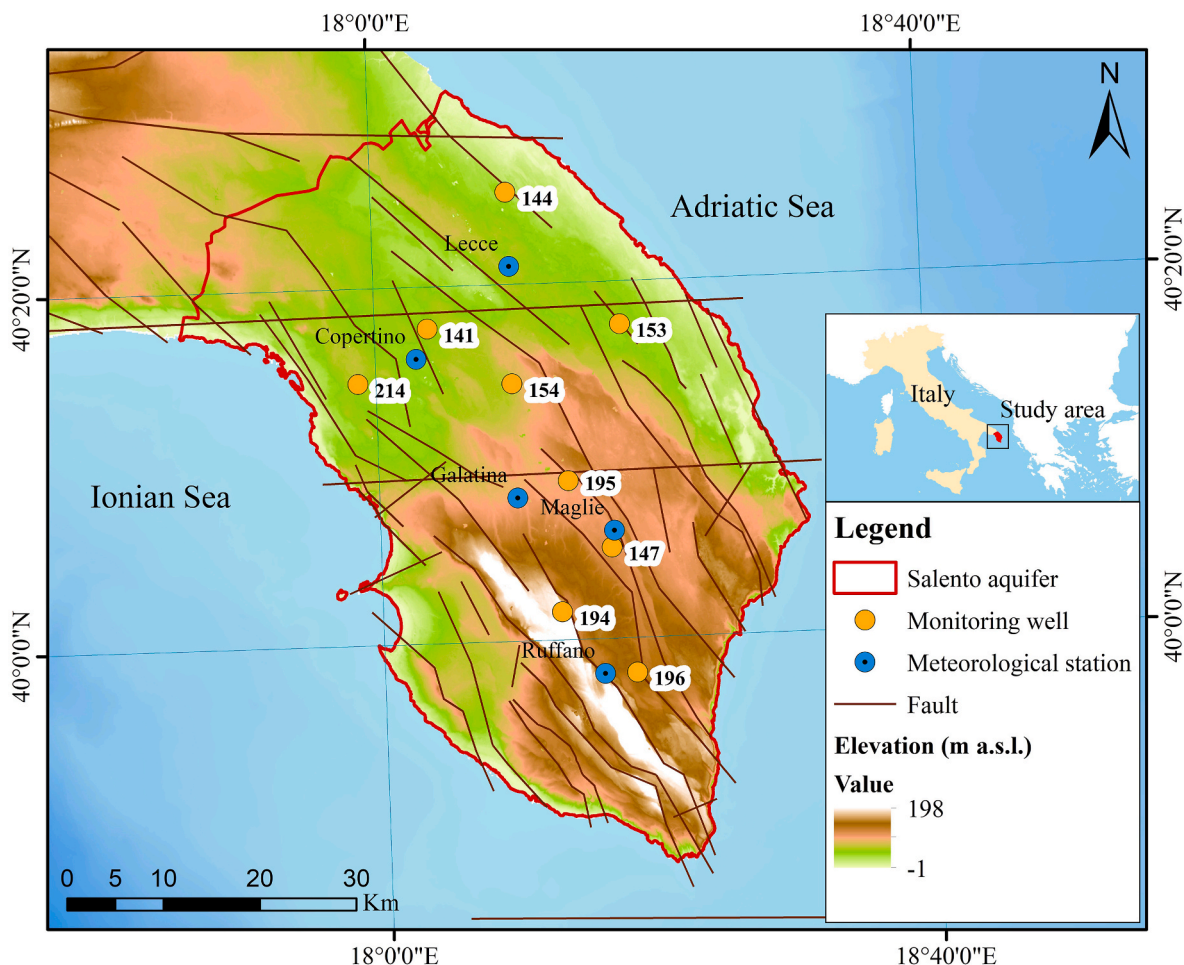 18°0'0"E
18°40'0"E
N
144
Adriatic Sea
Lecce
40°20'0"N
40°20'0"N
153
Copertino
141
214
154
Italy
Study area
Galatina
195
Ionian Sea
Maglie
147
Legend
Salento aquifer
194
Monitoring well
Ruffano
Meteorological station
196
40°0'0"N
40°0'0"N
Fault
Elevation (m a.s.l.)
Value
198
-1
0 5 10 20 30
Km
18°0'0"E
18°40'0"E